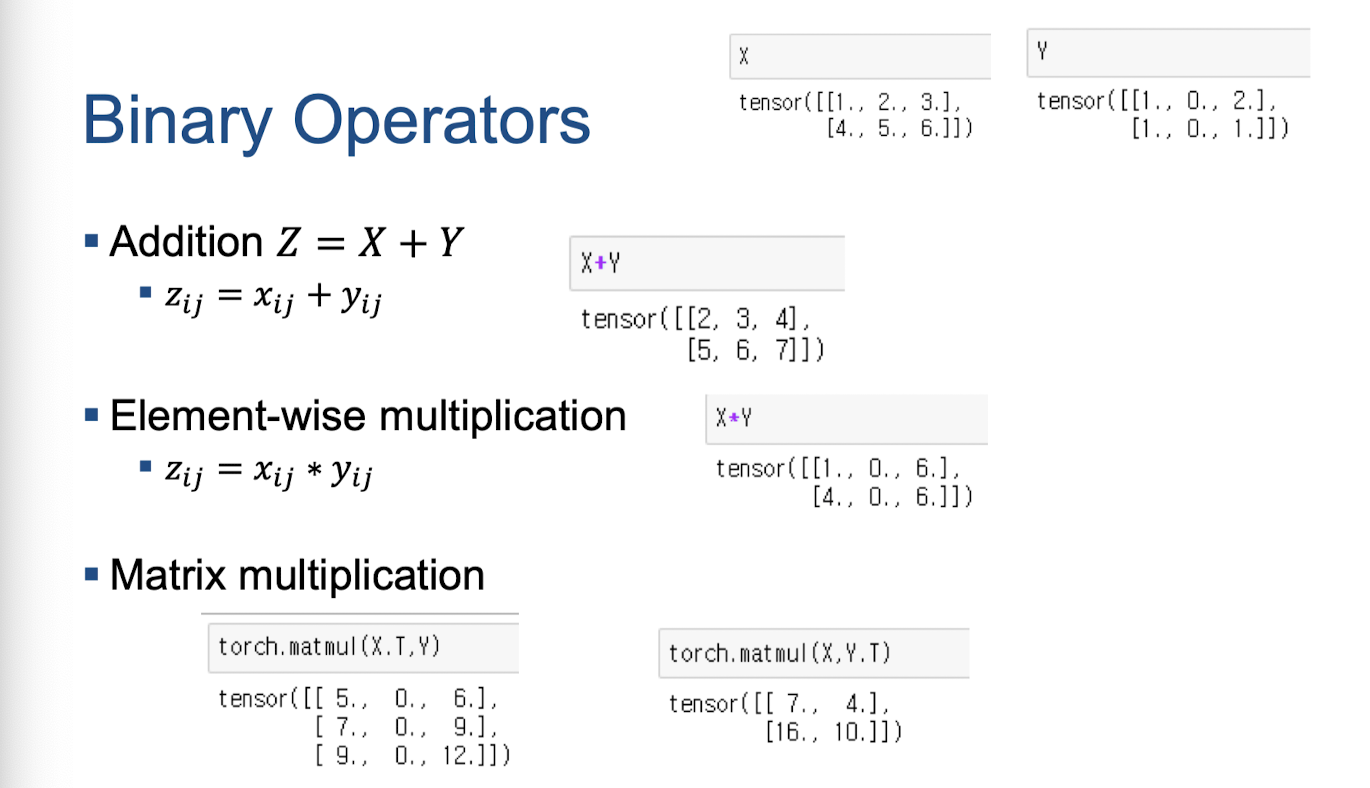 X
tensor([[1., 2., 3.],
[4., 5., 6.]])
Y
tensor([[1., 0., 2.],
[1., 0., 1.]])
Binary Operators
▪ Addition Z = X + Y
▪ z_{ij} = x_{ij} + y_{ij}
X+Y
tensor([[2, 3, 4],
[5, 6, 7]])
▪ Element-wise multiplication
▪ z_{ij} = x_{ij} * y_{ij}
X*Y
tensor([[1., 0., 6.],
[4., 0., 6.]])
▪ Matrix multiplication
torch.matmul(X.T,Y)
tensor([[ 5., 0., 6.],
[ 7., 0., 9.],
[ 9., 0., 12.]])
torch.matmul(X,Y.T)
tensor([[ 7., 4.],
[16., 10.]])